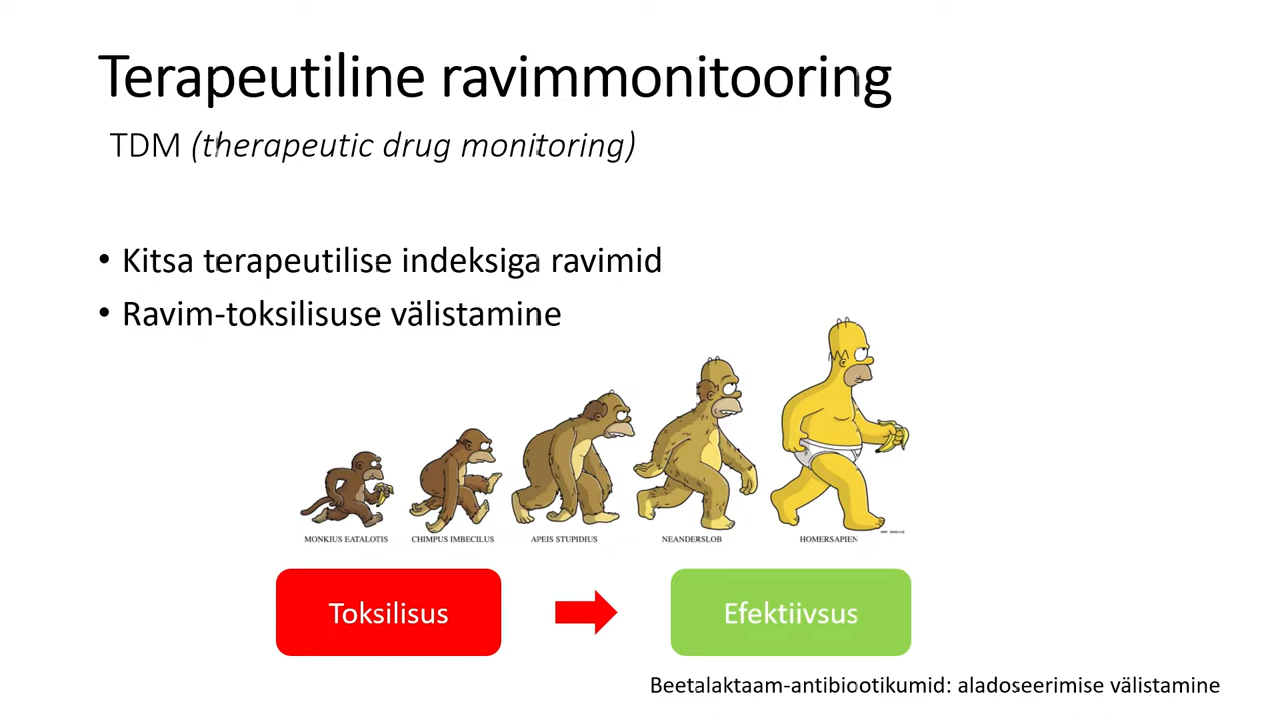 Terapeutiline ravimmonitooring
TDM (therapeutic drug monitoring)
• Kitsa terapeutilise indeksiga ravimid
• Ravim-toksilisuse välistamine
MONKIUS EATALOTIS
CHIMPUS IMBECILUS
APEIS STUPIDIUS
NEANDERSLOB
HOMERSAPIEN
Toksilisus
Efektiivsus
Beetalaktaam-antibiootikumid: aladoseerimise välistamine